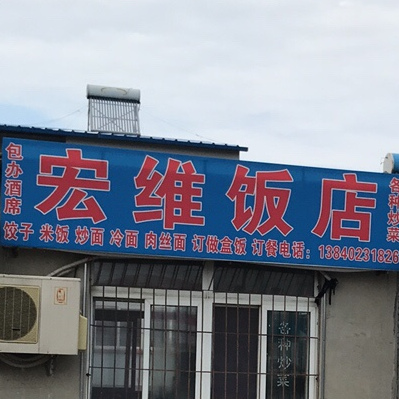 包办酒席
宏维饭店
各种炒菜
饺子 米饭 炒面 冷面 肉丝面 订做盒饭 订餐电话：1384023182
各种炒菜